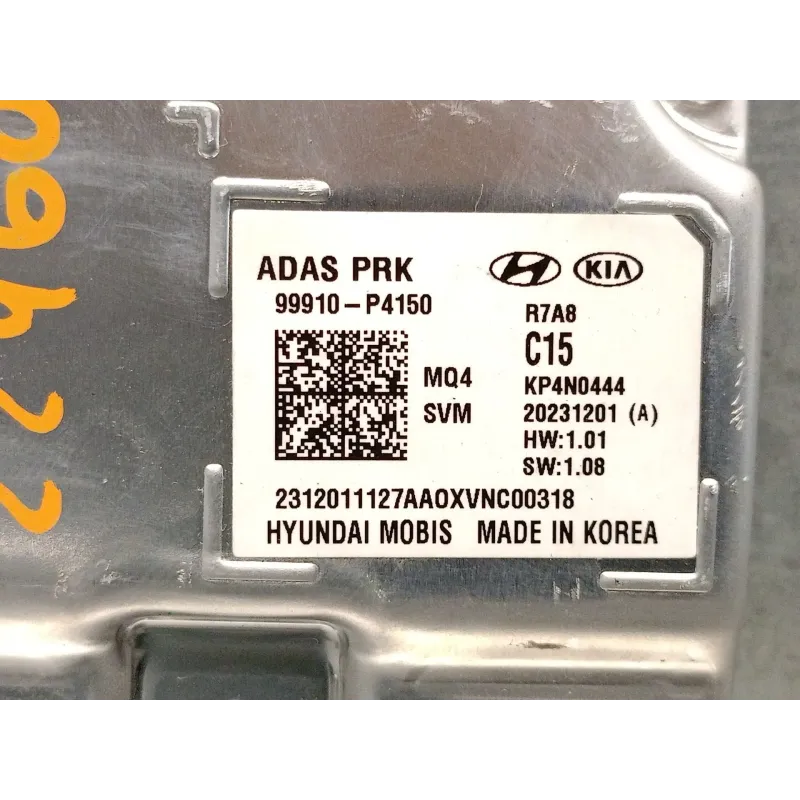 ADAS PRK
99910-P4150
KIA
R7A8
C15
MQ4
KP4N0444
SVM
20231201 (A)
HW:1.01
SW:1.08
2312011127AAOXVNC00318
HYUNDAI MOBIS MADE IN KOREA